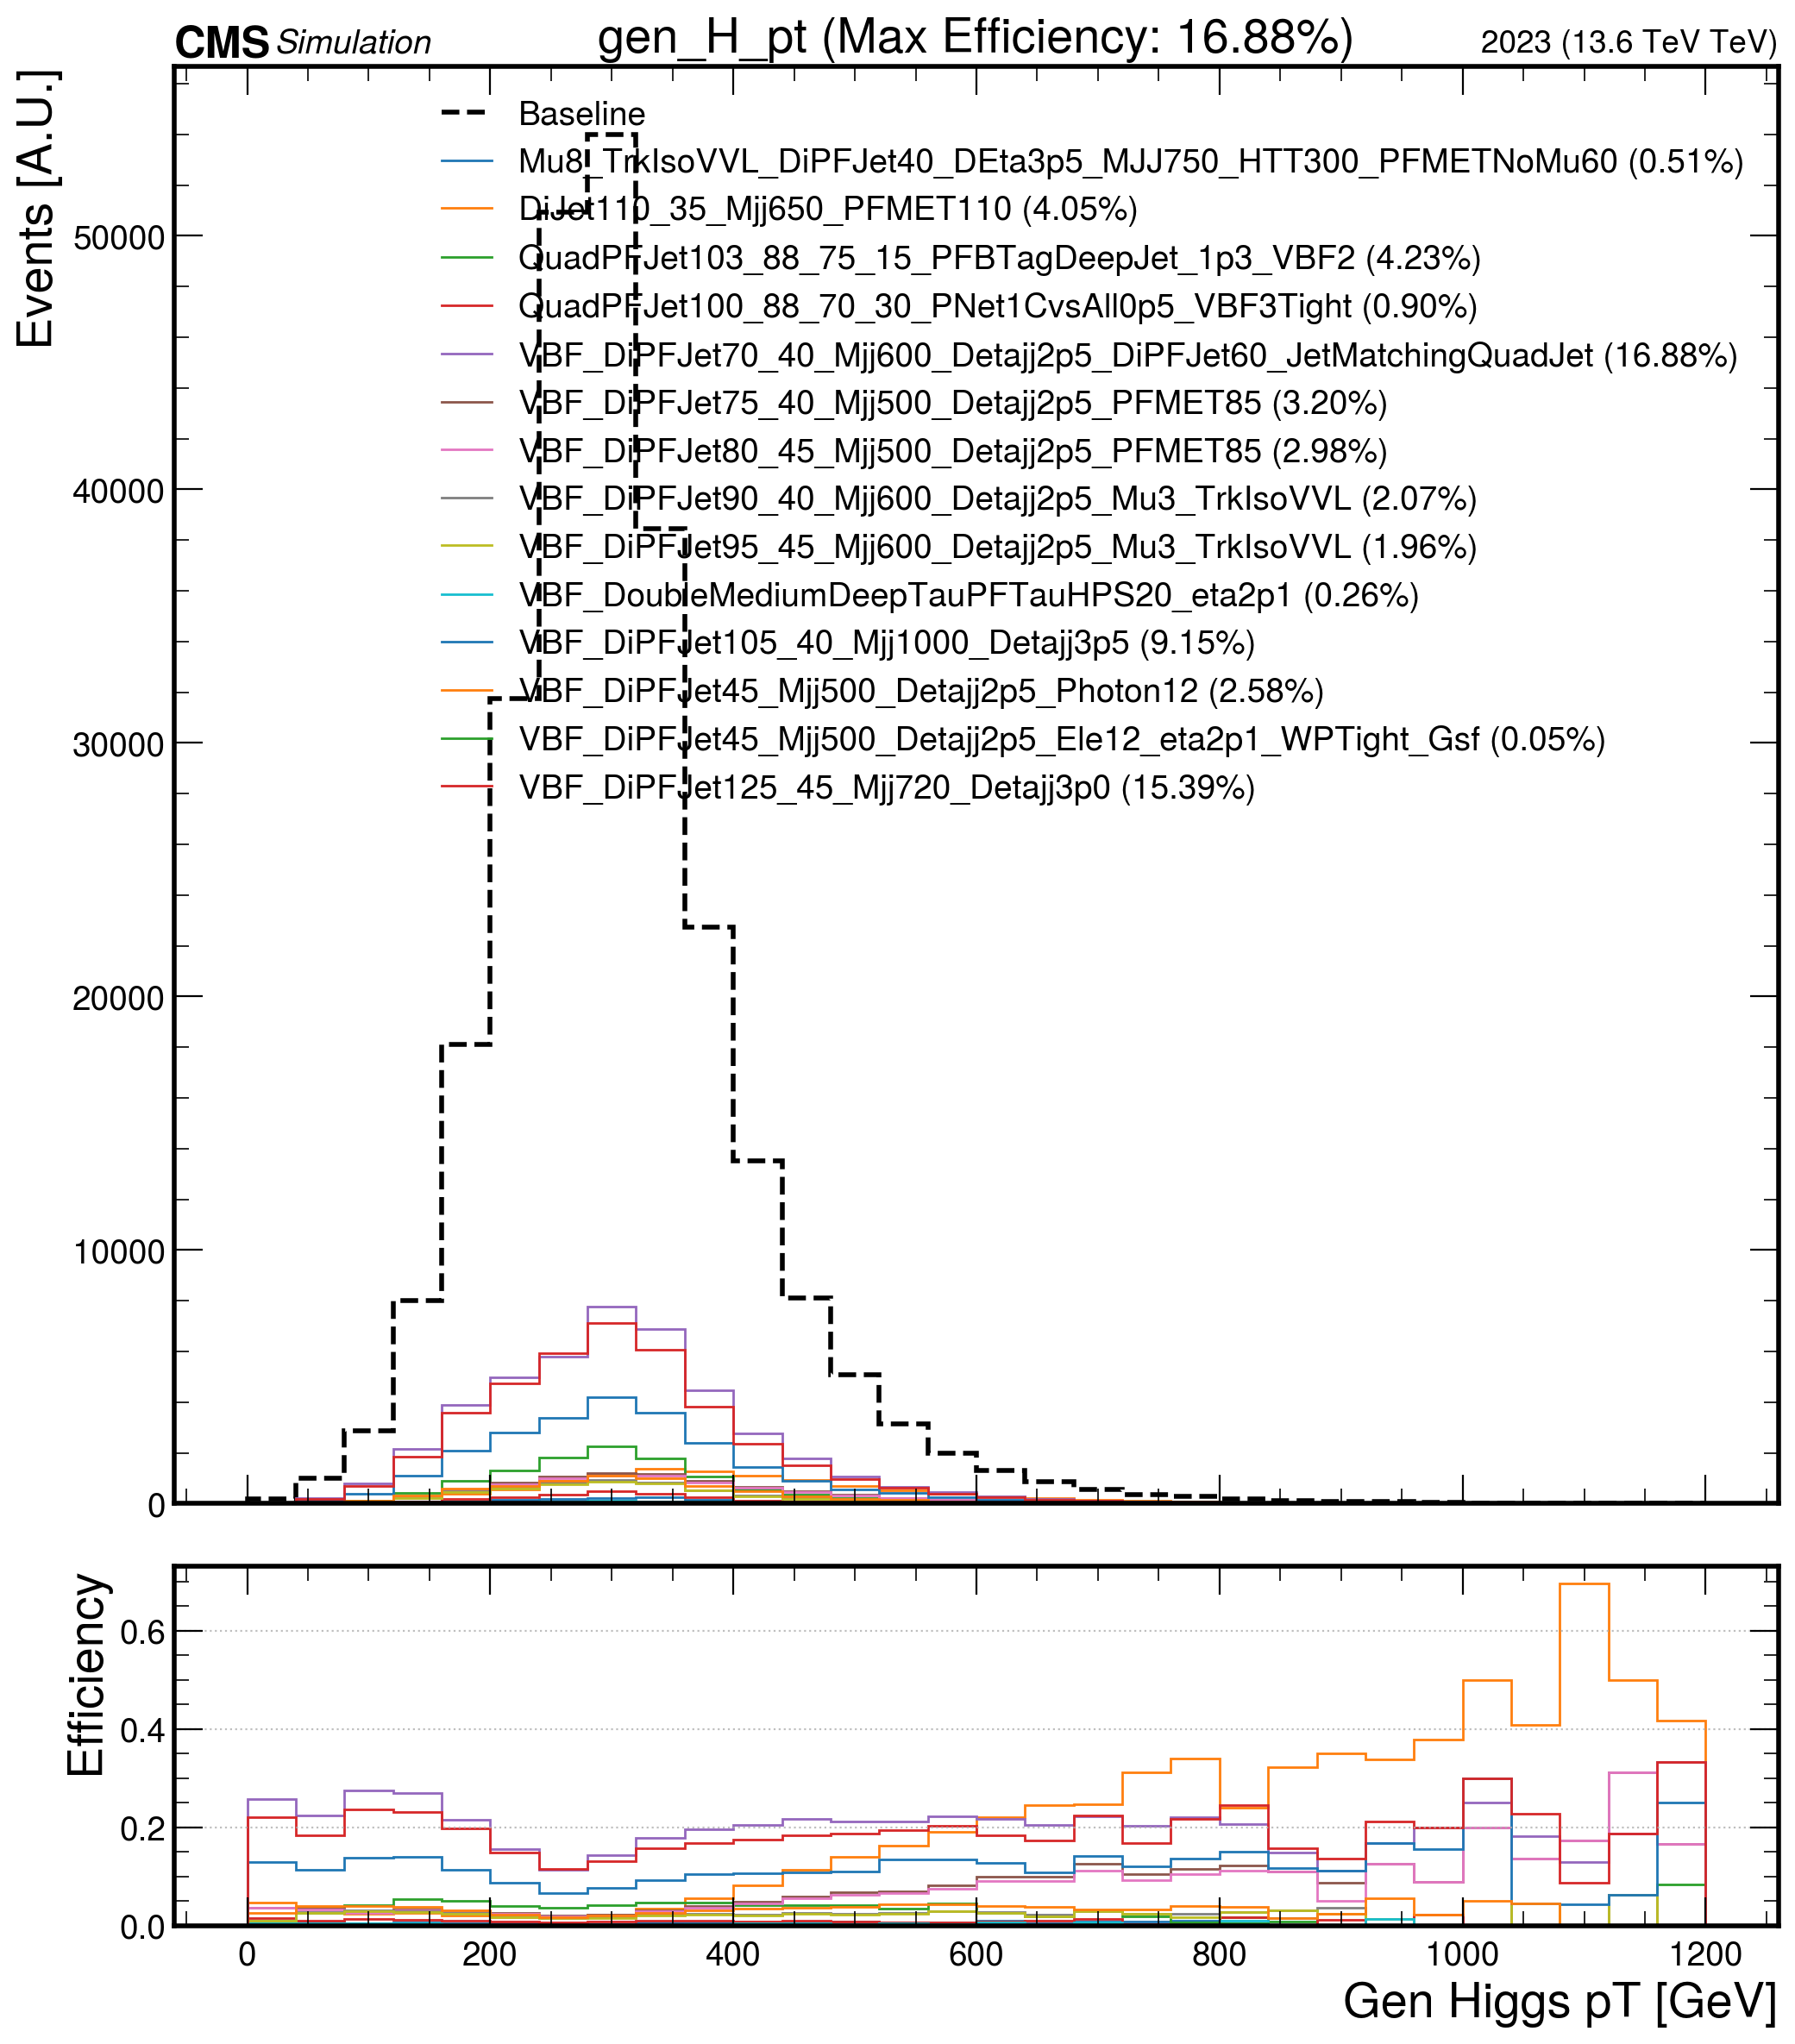 CMS Simulation gen_H_pt (Max Efficiency: 16.88%) 2023 (13.6 TeV TeV)
Events [A.U.]
Baseline
Mu8_TrkIsoVVL_DiPFJet40_DEta3p5_MJJ750_HTT300_PFMETNoMu60 (0.51%)
DiJet110_35_Mjj650_PFMET110 (4.05%)
QuadPFJet103_88_75_15_PFBTagDeepJet_1p3_VBF2 (4.23%)
QuadPFJet100_88_70_30_PNet1CvsAll0p5_VBF3Tight (0.90%)
VBF_DiPFJet70_40_Mjj600_Detajj2p5_DiPFJet60_JetMatchingQuadJet (16.88%)
VBF_DiPFJet75_40_Mjj500_Detajj2p5_PFMET85 (3.20%)
VBF_DiPFJet80_45_Mjj500_Detajj2p5_PFMET85 (2.98%)
VBF_DiPFJet90_40_Mjj600_Detajj2p5_Mu3_TrkIsoVVL (2.07%)
VBF_DiPFJet95_45_Mjj600_Detajj2p5_Mu3_TrkIsoVVL (1.96%)
VBF_DoubleMediumDeepTauPFTauHPS20_eta2p1 (0.26%)
VBF_DiPFJet105_40_Mjj1000_Detajj3p5 (9.15%)
VBF_DiPFJet45_Mjj500_Detajj2p5_Photon12 (2.58%)
VBF_DiPFJet45_Mjj500_Detajj2p5_Ele12_eta2p1_WPTight_Gsf (0.05%)
VBF_DiPFJet125_45_Mjj720_Detajj3p0 (15.39%)
50000
40000
30000
20000
10000
0
Efficiency
0.6
0.4
0.2
0.0
0 200 400 600 800 1000 1200
Gen Higgs pT [GeV]